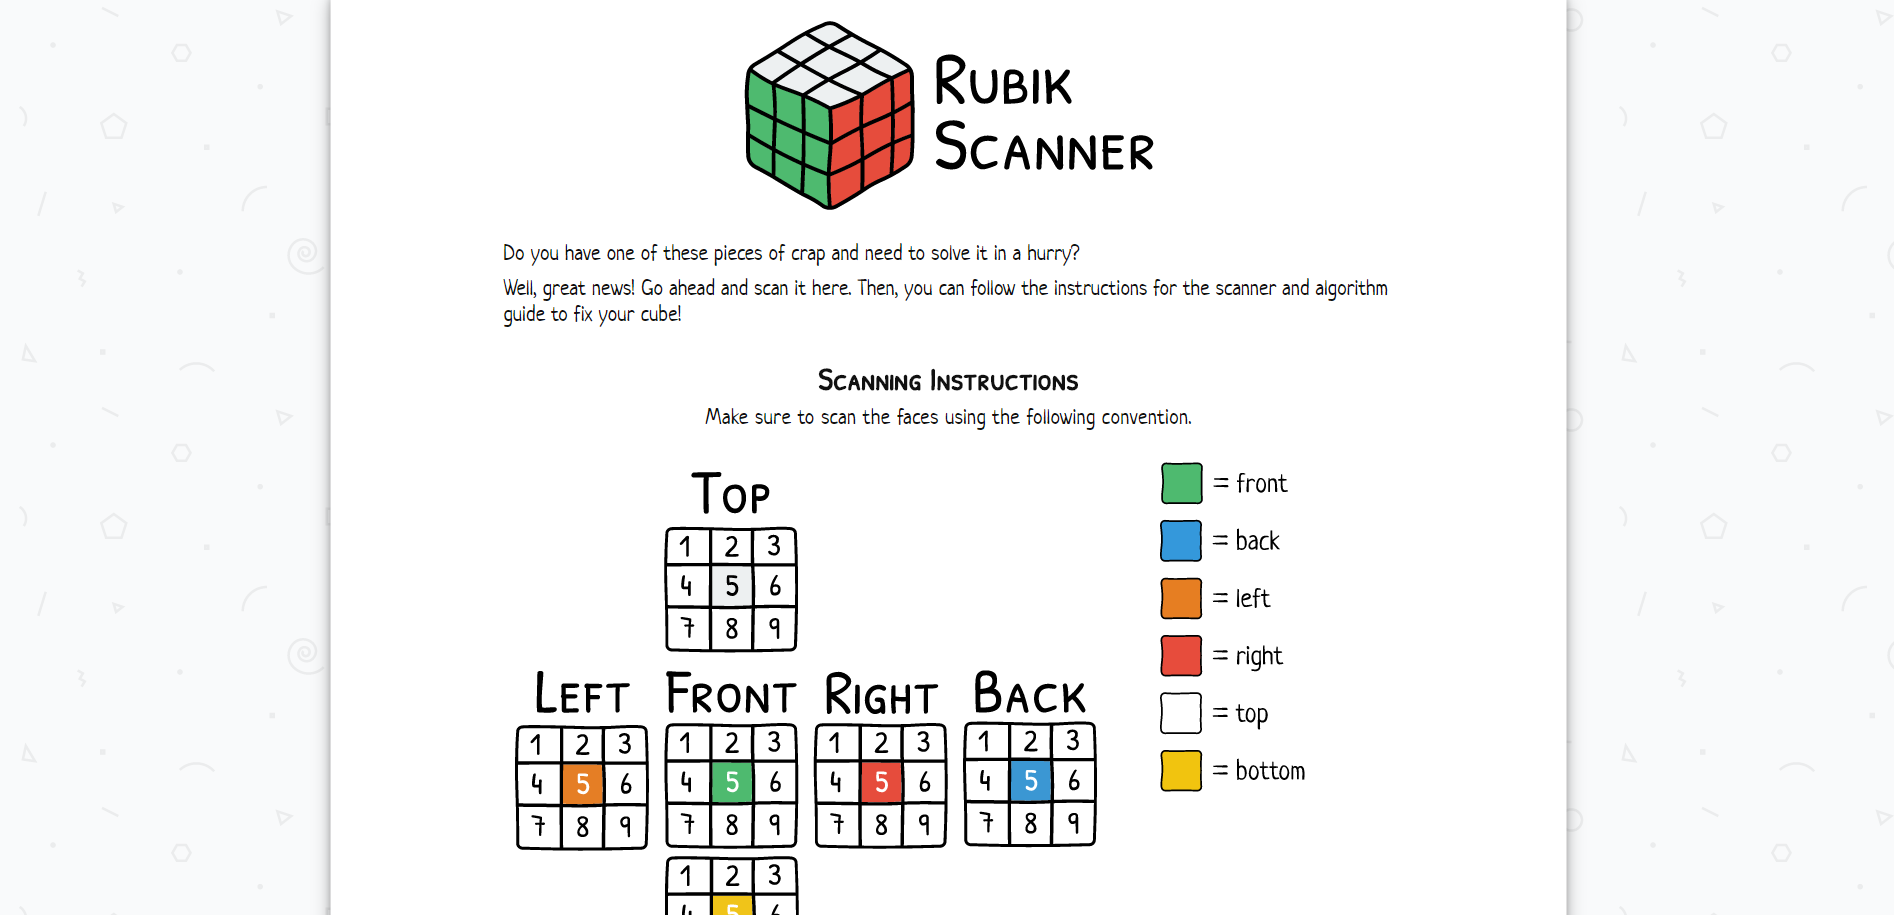 Rubik
Scanner
Do you have one of these pieces of crap and need to solve it in a hurry?
Well, great news! Go ahead and scan it here. Then, you can follow the instructions for the scanner and algorithm
guide to fix your cube!
Scanning Instructions
Make sure to scan the faces using the following convention.
Top
1 2 3
4 5 6
7 8 9
Left Front Right Back
1 2 3 1 2 3 1 2 3 1 2 3
4 5 6 4 5 6 4 5 6 4 5 6
7 8 9 7 8 9 7 8 9 7 8 9
1 2 3
4 5 6
= front
= back
= left
= right
= top
= bottom